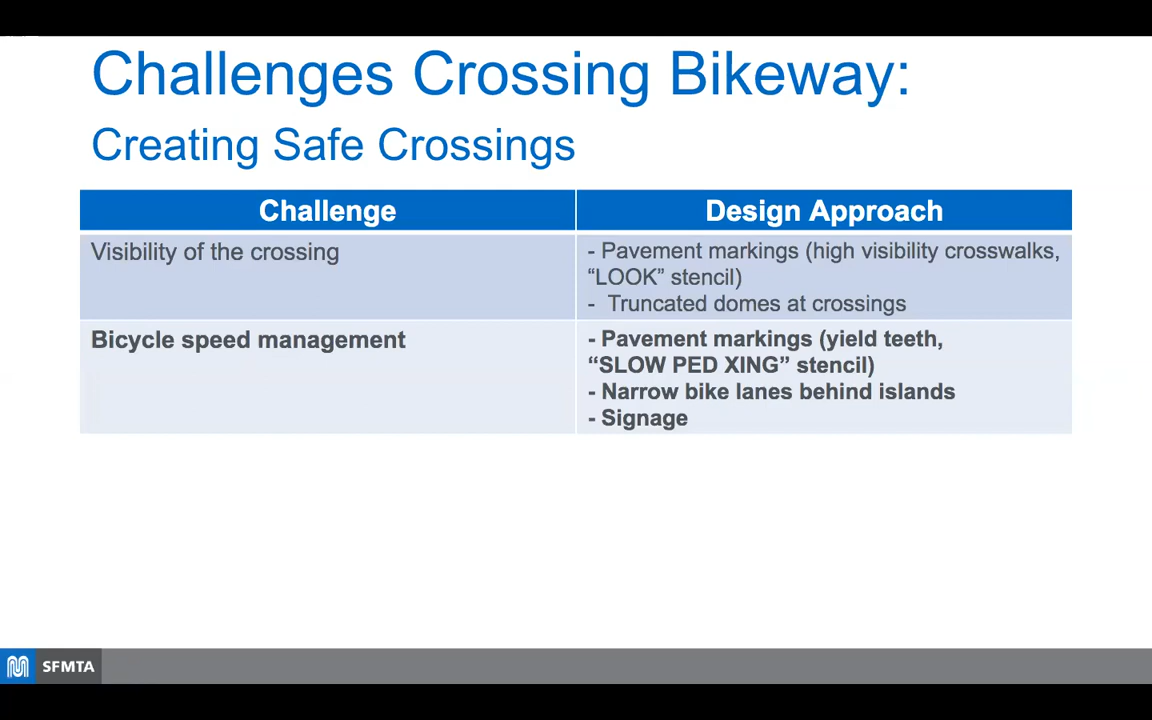 Challenges Crossing Bikeway:
Creating Safe Crossings
Challenge
Design Approach
Visibility of the crossing
- Pavement markings (high visibility crosswalks,
“LOOK” stencil)
- Truncated domes at crossings
Bicycle speed management
- Pavement markings (yield teeth,
“SLOW PED XING” stencil)
- Narrow bike lanes behind islands
- Signage
SFMTA